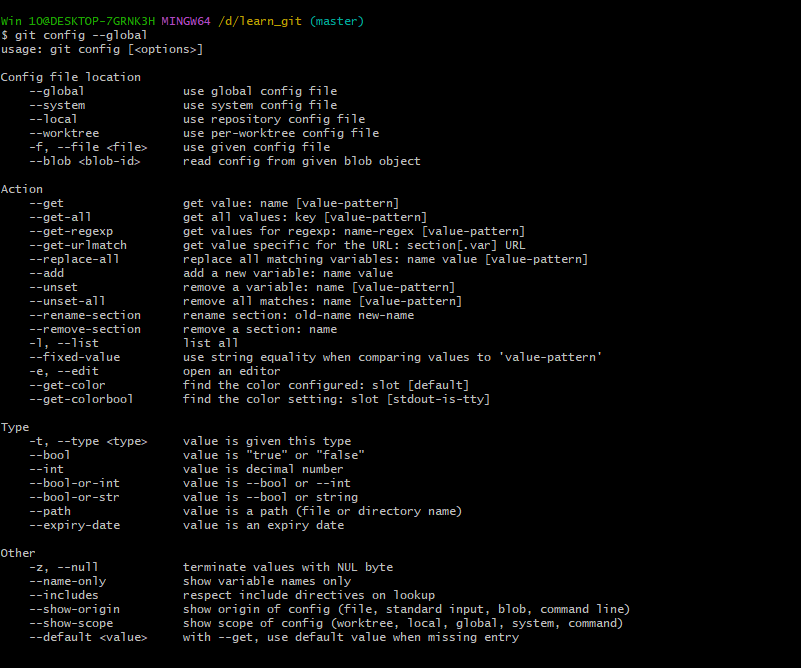 Win 10@DESKTOP-7GRNK3H MINGW64 /d/learn_git (master)
$ git config --global
usage: git config [<options>]

Config file location
    --global              use global config file
    --system              use system config file
    --local               use repository config file
    --worktree            use per-worktree config file
    -f, --file <file>     use given config file
    --blob <blob-id>      read config from given blob object

Action
    --get                 get value: name [value-pattern]
    --get-all             get all values: key [value-pattern]
    --get-regexp          get values for regexp: name-regex [value-pattern]
    --get-urlmatch        get value specific for the URL: section[.var] URL
    --replace-all         replace all matching variables: name value [value-pattern]
    --add                 add a new variable: name value
    --unset               remove a variable: name [value-pattern]
    --unset-all           remove all matches: name [value-pattern]
    --rename-section      rename section: old-name new-name
    --remove-section      remove a section: name
    -l, --list            list all
    --fixed-value         use string equality when comparing values to 'value-pattern'
    -e, --edit            open an editor
    --get-color           find the color configured: slot [default]
    --get-colorbool       find the color setting: slot [stdout-is-tty]

Type
    -t, --type <type>     value is given this type
    --bool                value is "true" or "false"
    --int                 value is decimal number
    --bool-or-int         value is --bool or --int
    --bool-or-str         value is --bool or string
    --path                value is a path (file or directory name)
    --expiry-date         value is an expiry date

Other
    -z, --null            terminate values with NUL byte
    --name-only           show variable names only
    --includes            respect include directives on lookup
    --show-origin         show origin of config (file, standard input, blob, command line)
    --show-scope          show scope of config (worktree, local, global, system, command)
    --default <value>     with --get, use default value when missing entry